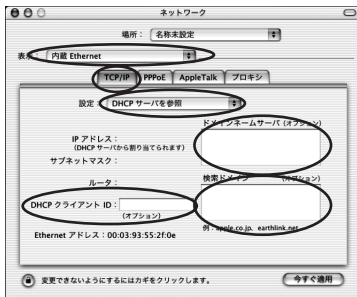 ネットワーク
場所： 名称未設定
表示： 内蔵 Ethernet
TCP/IP PPPoE AppleTalk プロキシ
設定： DHCP サーバを参照
ドメインネームサーバ (オプション)
IP アドレス：
(DHCP サーバから割り当てられます)
サブネットマスク：
ルータ：
検索ドメイン (オプション)
DHCP クライアント ID：
(オプション)
例：apple.co.jp、earthlink.net
Ethernet アドレス：00:03:93:55:2f:0e
変更できないようにするにはカギをクリックします。
今すぐ適用